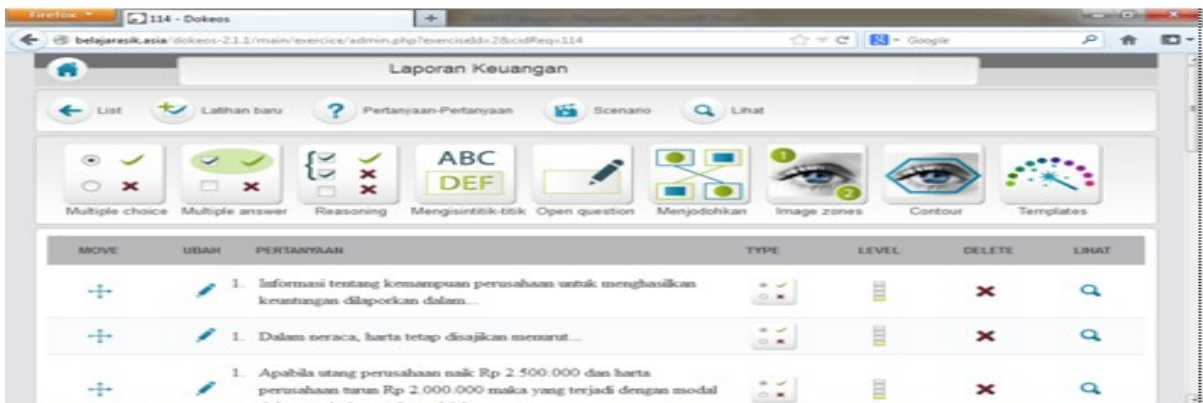 Firefox
114 - Dokeos
belajarasik.asia/dokeos-2.1.1/main/exercice/admin.php?exerciseId=2&cidReq=114
Google
Laporan Keuangan
List
Latihan baru
Pertanyaan-Pertanyaan
Scenario
Lihat
ABC
DEF
1
2
Multiple choice
Multiple answer
Reasoning
Mengisintitik-titik
Open question
Menjodohkan
Image zones
Contour
Templates
MOVE UBAH PERTANYAAN TYPE LEVEL DELETE LIHAT
1. Informasi tentang kemampuan perusahaan untuk menghasilkan
keuntungan dilaporkan dalam...
1. Dalam neraca, harta tetap disajikan menurut...
1. Apabila utang perusahaan naik Rp 2.500.000 dan harta
perusahaan turun Rp 2.000.000 maka yang terjadi dengan modal